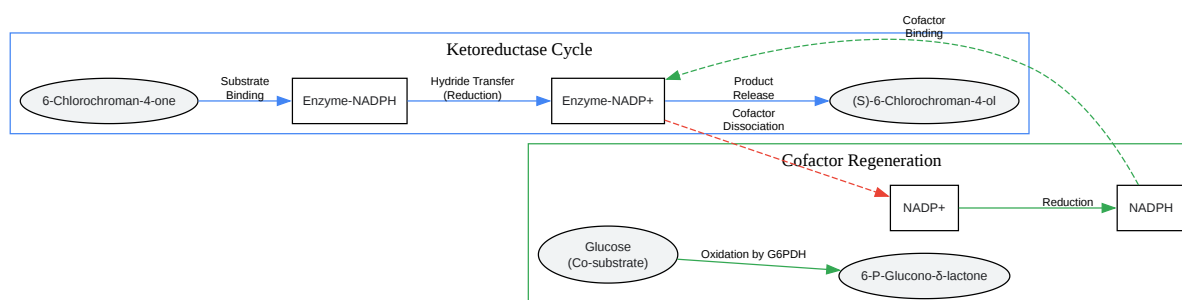 Cofactor
Binding
Ketoreductase Cycle
6-Chlorochroman-4-one
Substrate
Binding
Enzyme-NADPH
Hydride Transfer
(Reduction)
Enzyme-NADP+
Product
Release
(S)-6-Chlorochroman-4-ol
Cofactor
Dissociation
Cofactor Regeneration
NADP+
Reduction
NADPH
Glucose
(Co-substrate)
Oxidation by G6PDH
6-P-Glucono-δ-lactone